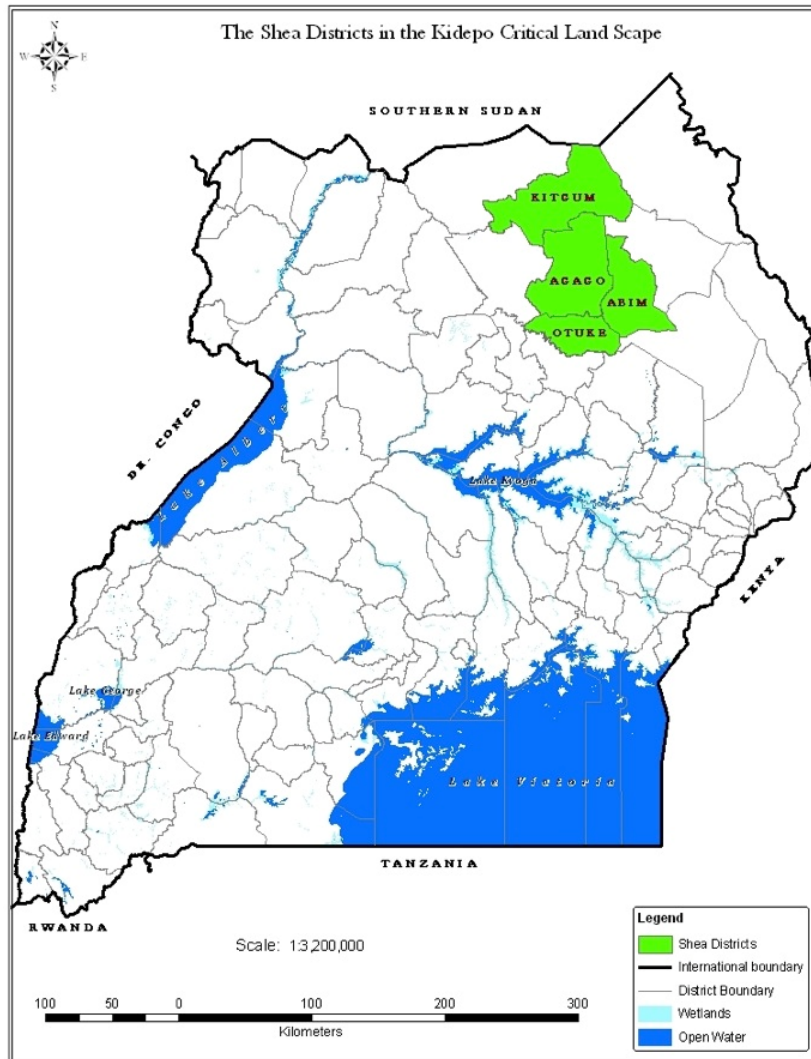 The Shea Districts in the Kidepo Critical Land Scape
N
W E
S
SOUTHERN SUDAN
KITGUM
AGAGO
ABIM
OTUKE
DR. CONGO
Lake Albert
Lake Kyoga
KENYA
Lake George
Lake Edward
Lake Victoria
TANZANIA
RWANDA
Scale: 1:3,200,000
100 50 0 100 200 300
Kilometers
Legend
Shea Districts
International boundary
District Boundary
Wetlands
Open Water